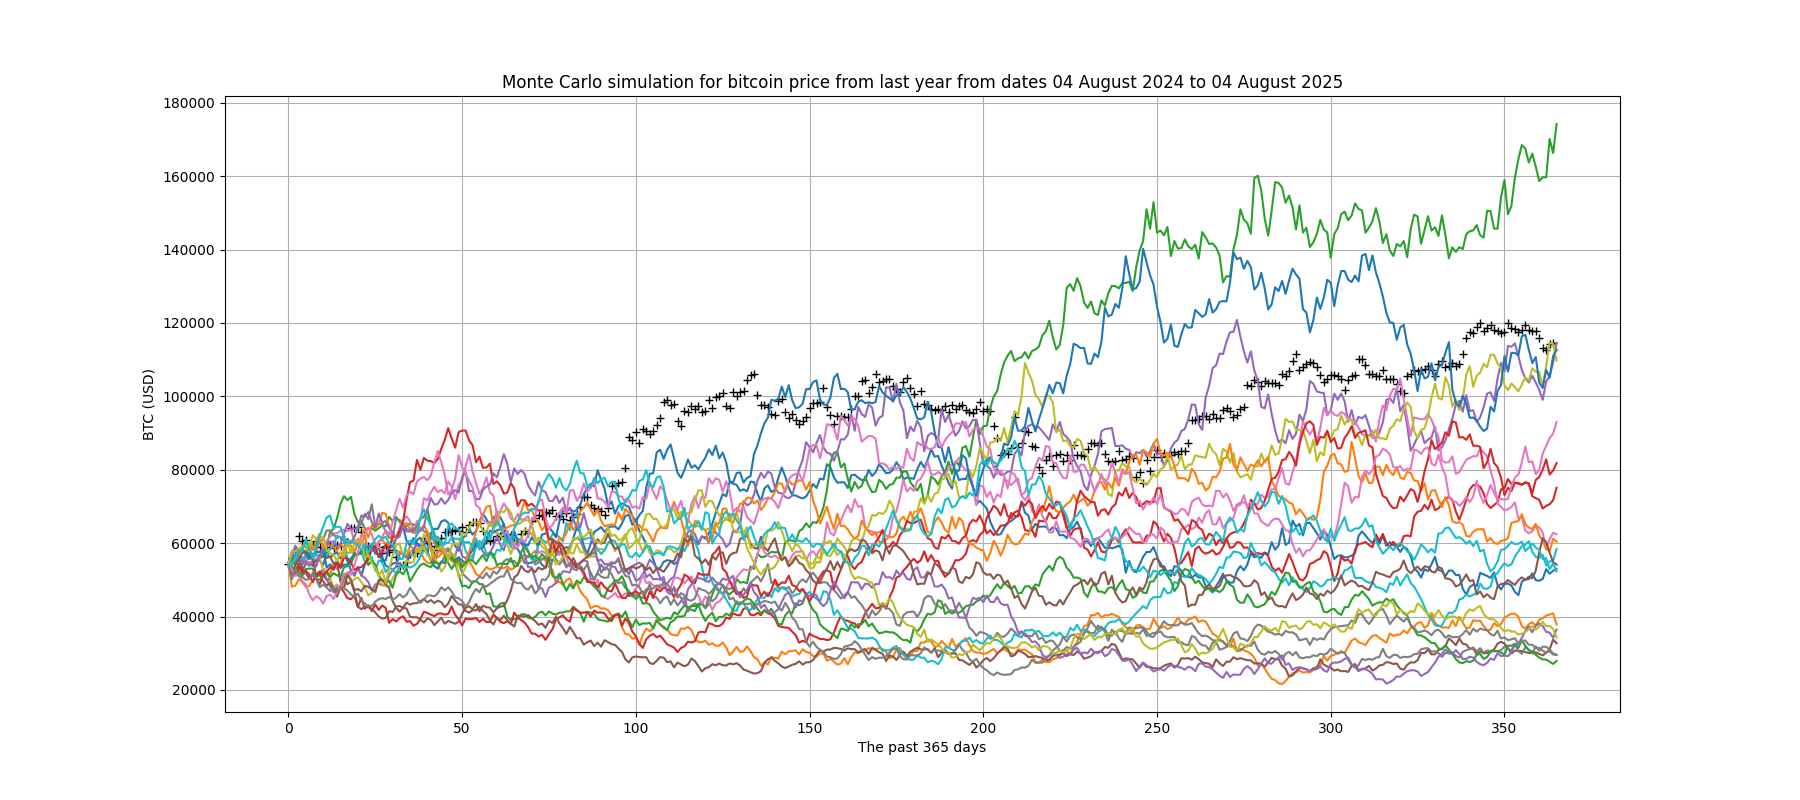 Monte Carlo simulation for bitcoin price from last year from dates 04 August 2024 to 04 August 2025
180000
160000
140000
120000
100000
80000
60000
40000
20000
BTC (USD)
0 50 100 150 200 250 300 350
The past 365 days